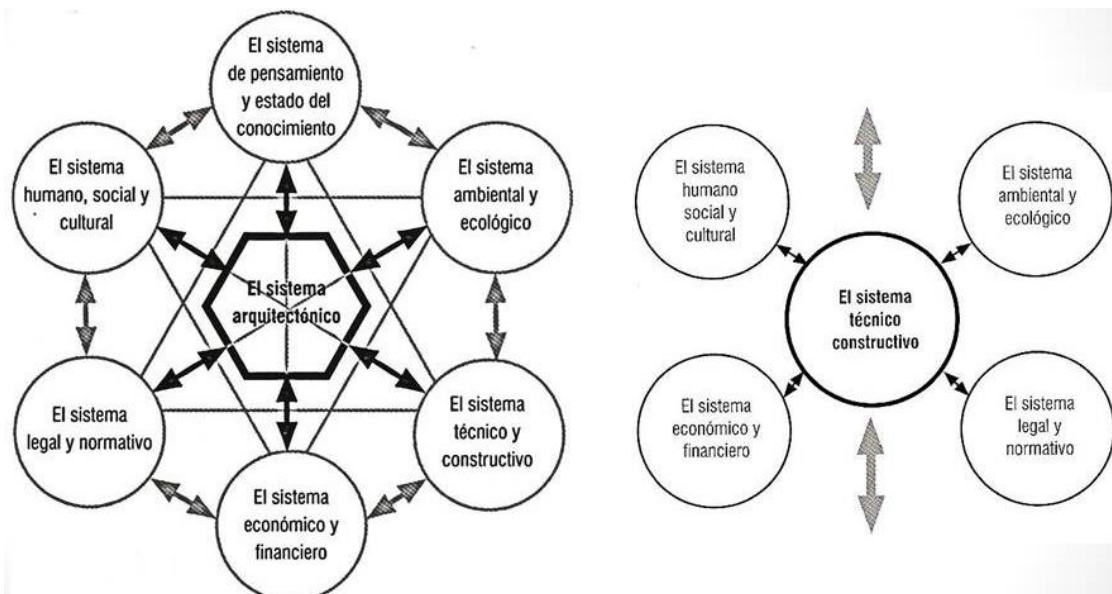 El sistema
de pensamiento
y estado del
conocimiento
El sistema
humano, social y
cultural
El sistema
ambiental y
ecológico
El sistema
arquitectónico
El sistema
legal y normativo
El sistema
técnico y
constructivo
El sistema
económico y
financiero
El sistema
humano
social y
cultural
El sistema
ambiental y
ecológico
El sistema
técnico
constructivo
El sistema
económico y
financiero
El sistema
legal y
normativo